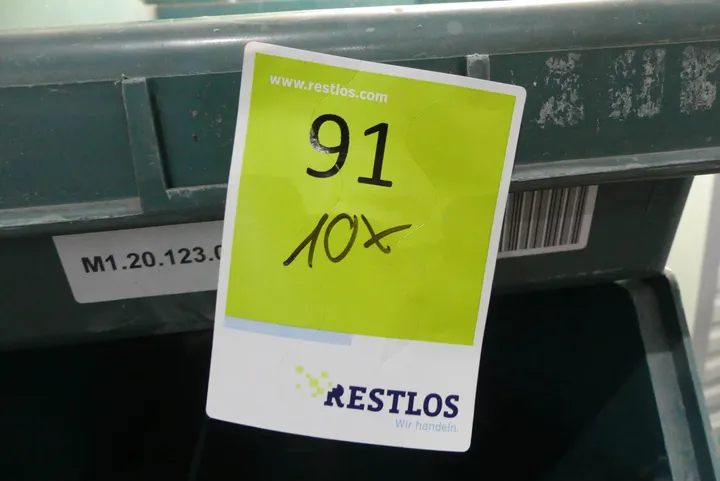 www.restlos.com
91
10x
M1.20.123.0
RESTLOS
Wir handeln.